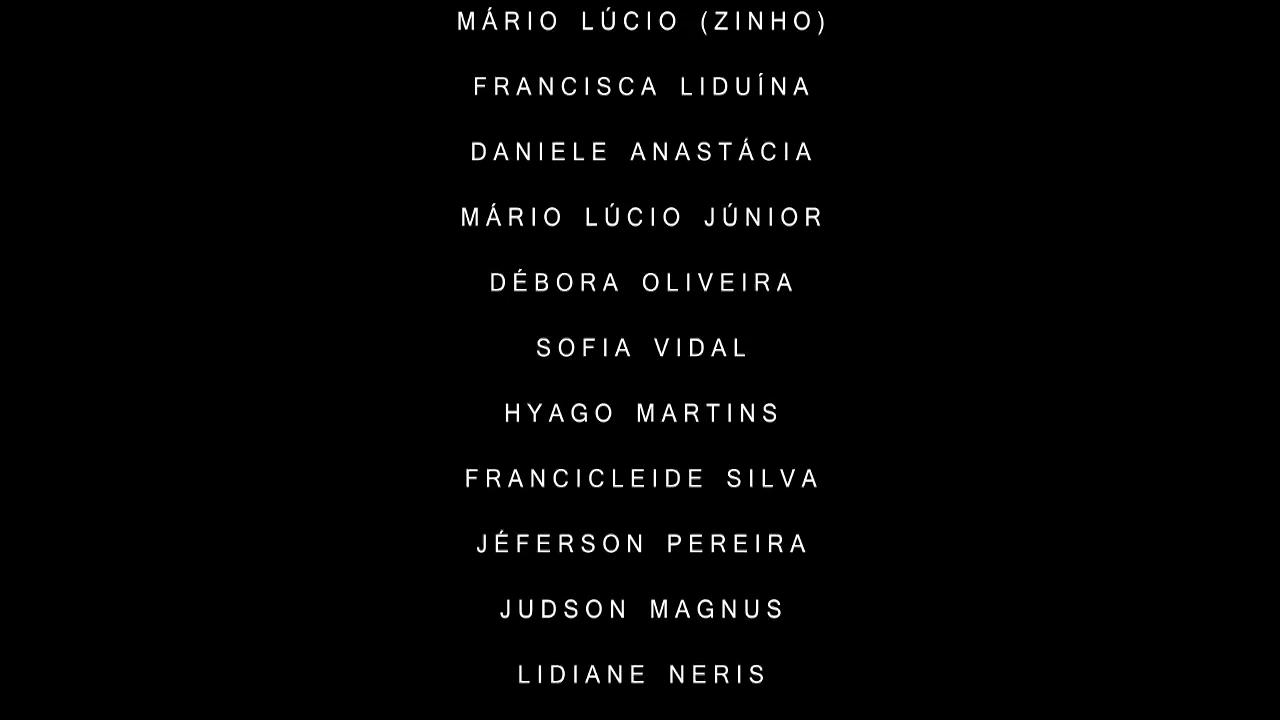 MÁRIO LÚCIO (ZINHO)
FRANCISCA LIDUÍNA
DANIELE ANASTÁCIA
MÁRIO LÚCIO JÚNIOR
DÉBORA OLIVEIRA
SOFIA VIDAL
HYAGO MARTINS
FRANCICLEIDE SILVA
JÉFERSON PEREIRA
JUDSON MAGNUS
LIDIANE NERIS